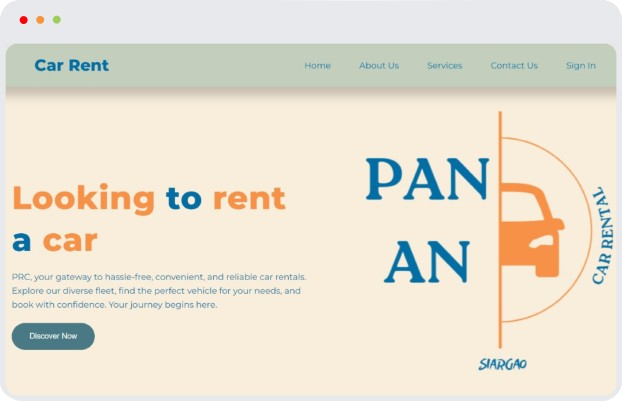 Car Rent
Home About Us Services Contact Us Sign In
Looking to rent
a car
PRC, your gateway to hassle-free, convenient, and reliable car rentals.
Explore our diverse fleet, find the perfect vehicle for your needs, and
book with confidence. Your journey begins here.
Discover Now
PAN
AN
CAR RENTAL
SIARGAO